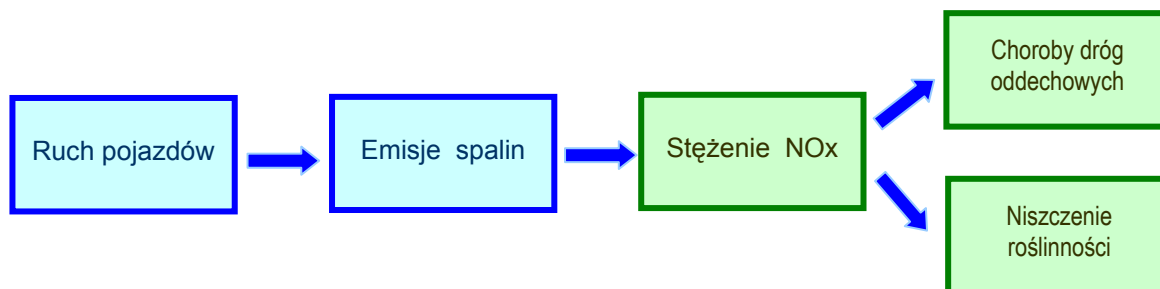 Ruch pojazdów
Emisje spalin
Stężenie NOx
Choroby dróg
oddechowych
Niszczenie
roślinności